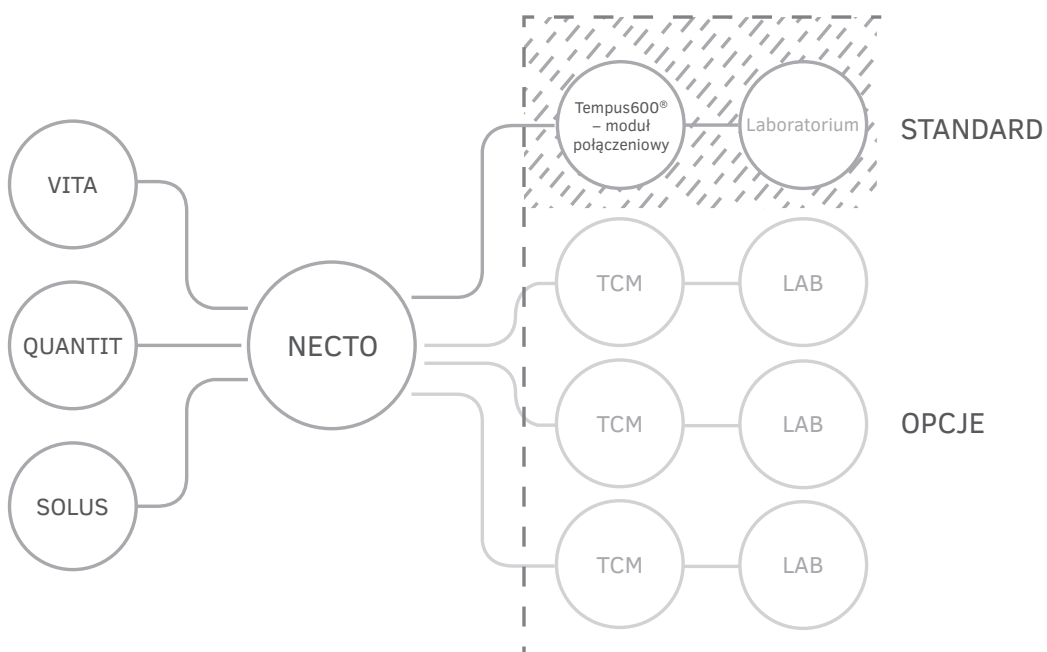 Tempus600®
– moduł
połączeniowy
Laboratorium
STANDARD
VITA
QUANTIT
SOLUS
NECTO
TCM
LAB
TCM
LAB
OPCJE
TCM
LAB